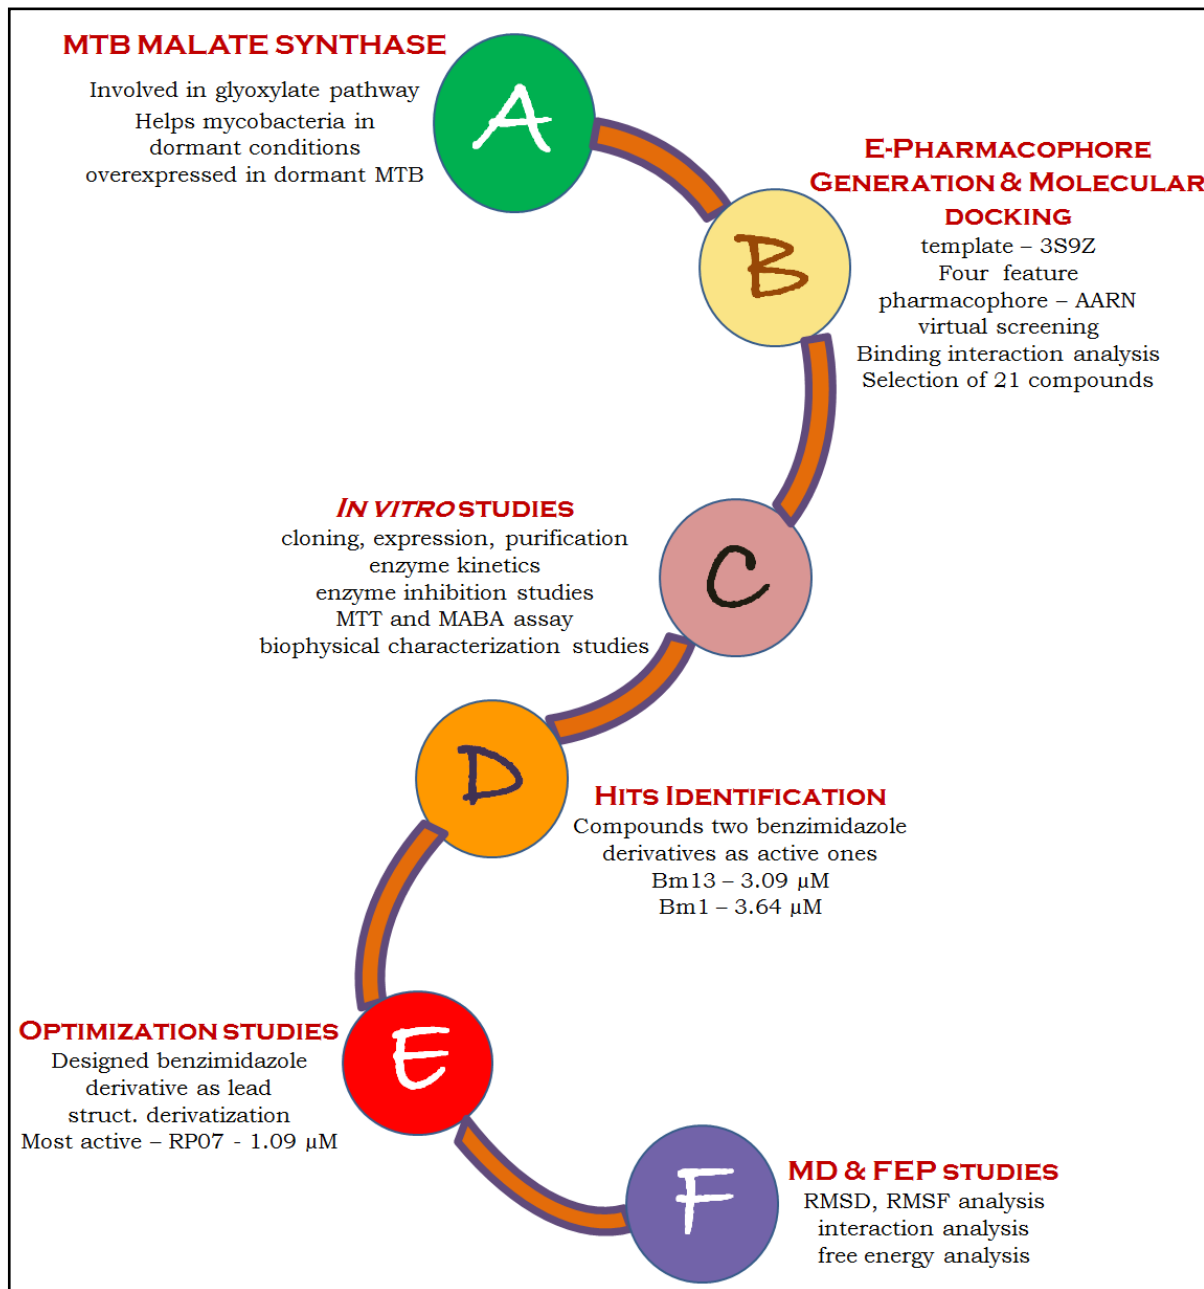 MTB MALATE SYNTHASE
Involved in glyoxylate pathway
Helps mycobacteria in
dormant conditions
overexpressed in dormant MTB
A
E-PHARMACOPHORE
GENERATION & MOLECULAR
DOCKING
template – 3S9Z
Four feature
pharmacophore – AARN
virtual screening
Binding interaction analysis
Selection of 21 compounds
B
IN VITRO STUDIES
cloning, expression, purification
enzyme kinetics
enzyme inhibition studies
MTT and MABA assay
biophysical characterization studies
C
D
HITS IDENTIFICATION
Compounds two benzimidazole
derivatives as active ones
Bm13 – 3.09 µM
Bm1 – 3.64 µM
OPTIMIZATION STUDIES
Designed benzimidazole
derivative as lead
struct. derivatization
Most active – RP07 - 1.09 µM
E
F
MD & FEP STUDIES
RMSD, RMSF analysis
interaction analysis
free energy analysis